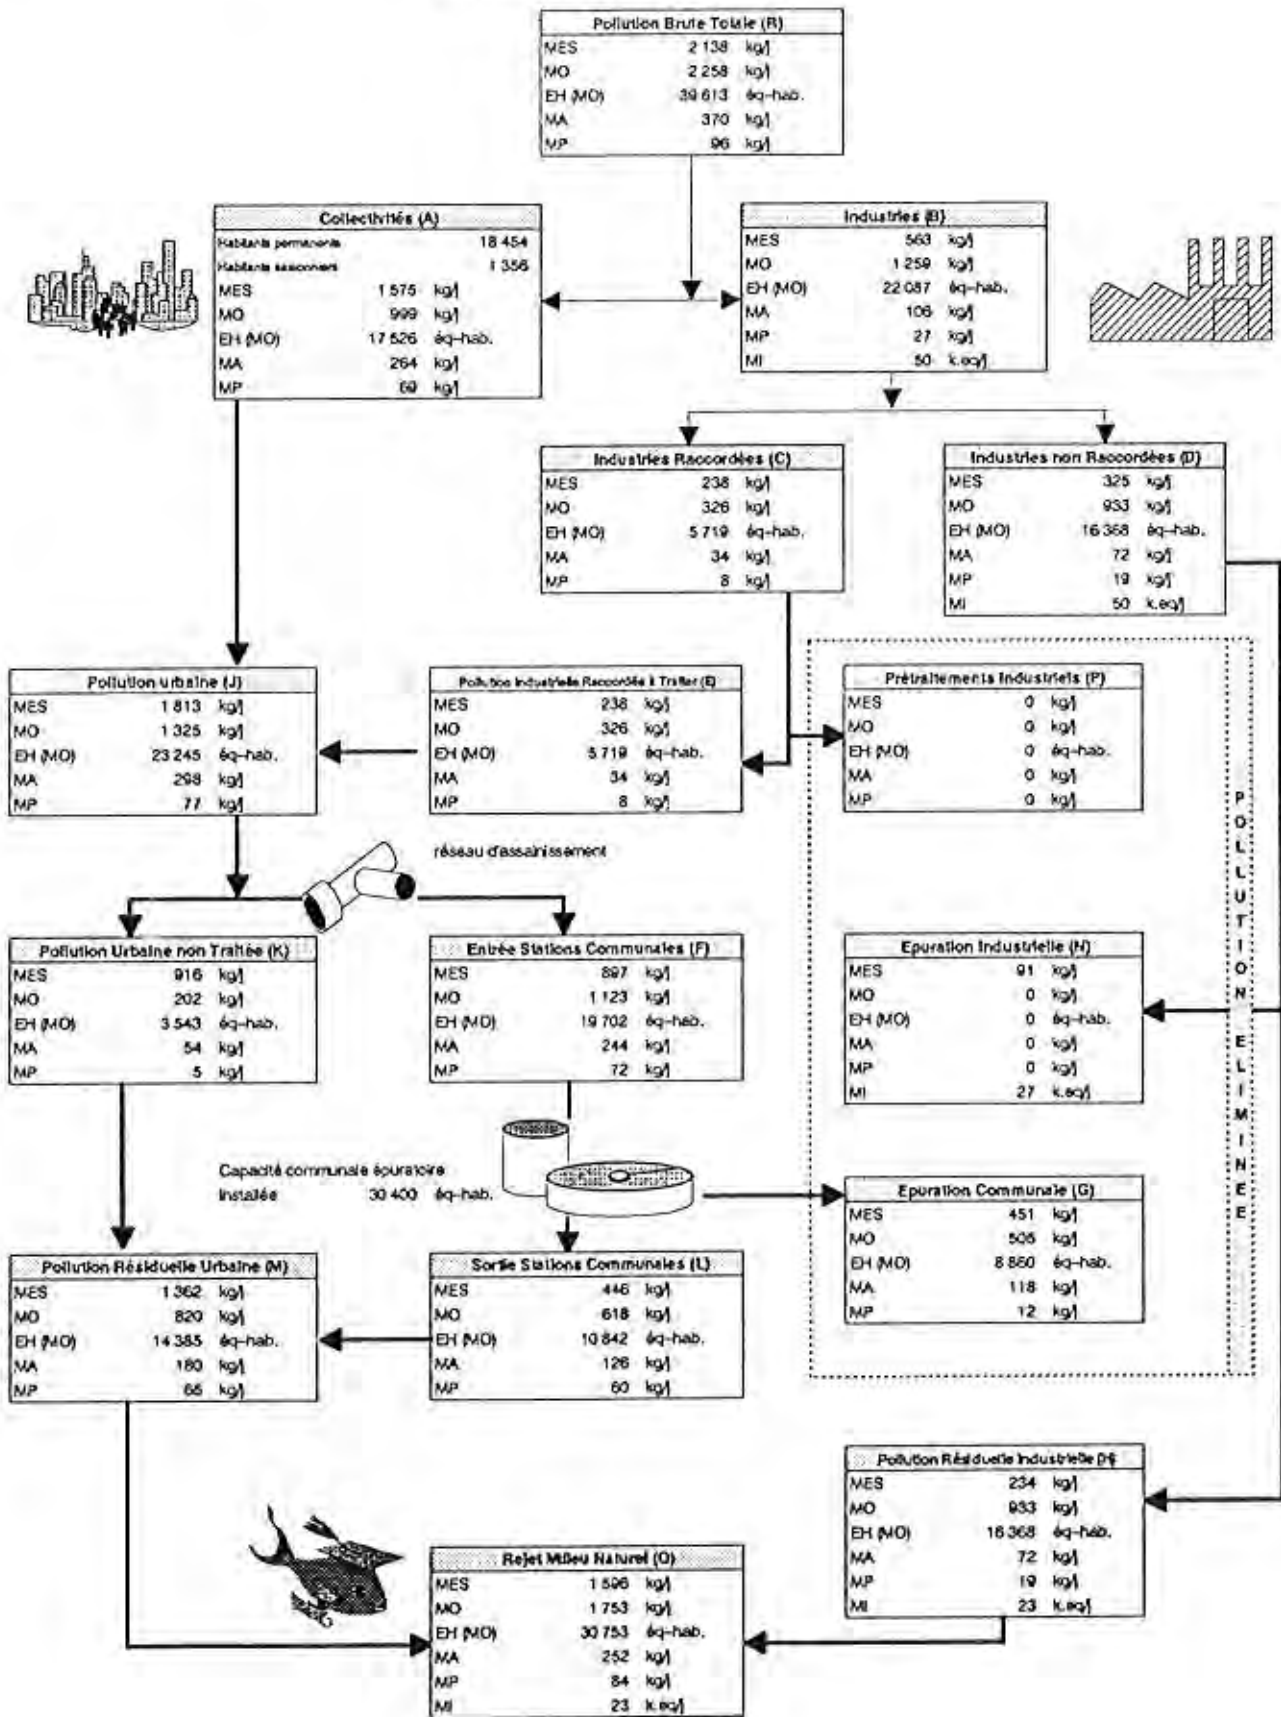 Pollution Brute Totale (R)
MES 2 138 kg/j
MO 2 258 kg/j
EH (MO) 39 613 éq-hab.
MA 370 kg/j
MP 96 kg/j
Collectivités (A)
Habitants permanents 18 454
Habitants saisonniers 1 356
MES 1 575 kg/j
MO 999 kg/j
EH (MO) 17 526 éq-hab.
MA 264 kg/j
MP 69 kg/j
Industries (B)
MES 563 kg/j
MO 1 259 kg/j
EH (MO) 22 087 éq-hab.
MA 106 kg/j
MP 27 kg/j
MI 50 k.eq/j
Industries Raccordées (C)
MES 238 kg/j
MO 326 kg/j
EH (MO) 5 719 éq-hab.
MA 34 kg/j
MP 8 kg/j
Industries non Raccordées (D)
MES 325 kg/j
MO 933 kg/j
EH (MO) 16 368 éq-hab.
MA 72 kg/j
MP 19 kg/j
MI 50 k.eq/j
Pollution urbaine (J)
MES 1 813 kg/j
MO 1 325 kg/j
EH (MO) 23 245 éq-hab.
MA 298 kg/j
MP 77 kg/j
Pollution Industrielle Raccordée à Traiter (E)
MES 238 kg/j
MO 326 kg/j
EH (MO) 5 719 éq-hab.
MA 34 kg/j
MP 8 kg/j
Prétraitements Industriels (P)
MES 0 kg/j
MO 0 kg/j
EH (MO) 0 éq-hab.
MA 0 kg/j
MP 0 kg/j
POLLUTION ELIMINEE
réseau d'assainissement
Pollution Urbaine non Traitée (K)
MES 916 kg/j
MO 202 kg/j
EH (MO) 3 543 éq-hab.
MA 54 kg/j
MP 5 kg/j
Entrée Stations Communales (F)
MES 897 kg/j
MO 1 123 kg/j
EH (MO) 19 702 éq-hab.
MA 244 kg/j
MP 72 kg/j
Epuration Industrielle (N)
MES 91 kg/j
MO 0 kg/j
EH (MO) 0 éq-hab.
MA 0 kg/j
MP 0 kg/j
MI 27 k.eq/j
Capacité communale épuratoire
Installée 30 400 éq-hab.
Epuration Communale (G)
MES 451 kg/j
MO 505 kg/j
EH (MO) 8 860 éq-hab.
MA 118 kg/j
MP 12 kg/j
Pollution Résiduelle Urbaine (M)
MES 1 362 kg/j
MO 820 kg/j
EH (MO) 14 385 éq-hab.
MA 180 kg/j
MP 65 kg/j
Sortie Stations Communales (L)
MES 446 kg/j
MO 618 kg/j
EH (MO) 10 842 éq-hab.
MA 126 kg/j
MP 60 kg/j
Pollution Résiduelle Industrielle
MES 234 kg/j
MO 933 kg/j
EH (MO) 16 368 éq-hab.
MA 72 kg/j
MP 19 kg/j
MI 23 k.eq/j
Rejet Milieu Naturel (O)
MES 1 596 kg/j
MO 1 753 kg/j
EH (MO) 30 753 éq-hab.
MA 252 kg/j
MP 84 kg/j
MI 23 k.eq/j